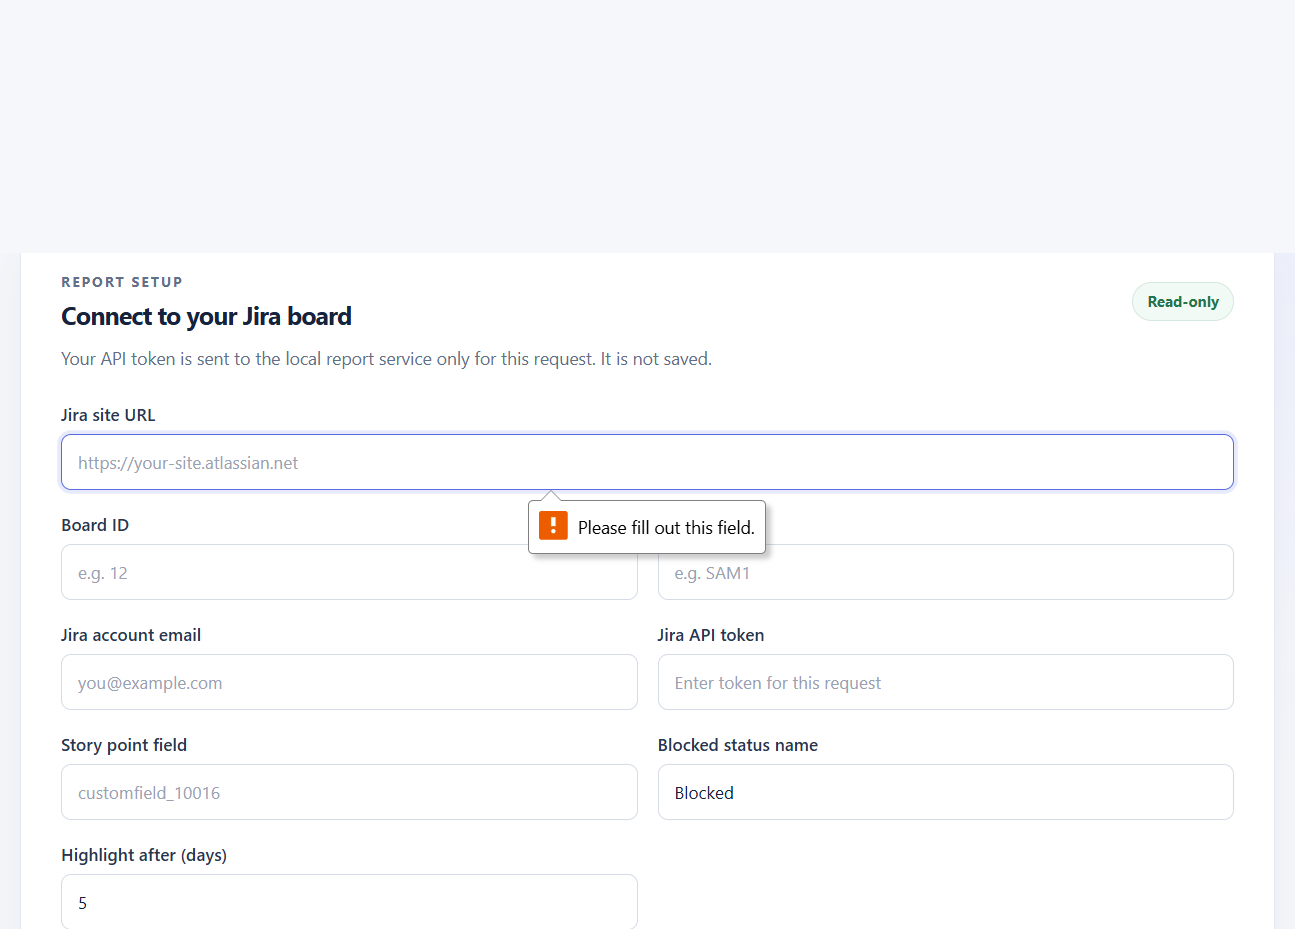 REPORT SETUP
Connect to your Jira board
Read-only
Your API token is sent to the local report service only for this request. It is not saved.
Jira site URL
https://your-site.atlassian.net
Please fill out this field.
Board ID
e.g. 12
e.g. SAM1
Jira account email
Jira API token
you@example.com
Enter token for this request
Story point field
Blocked status name
customfield_10016
Blocked
Highlight after (days)
5